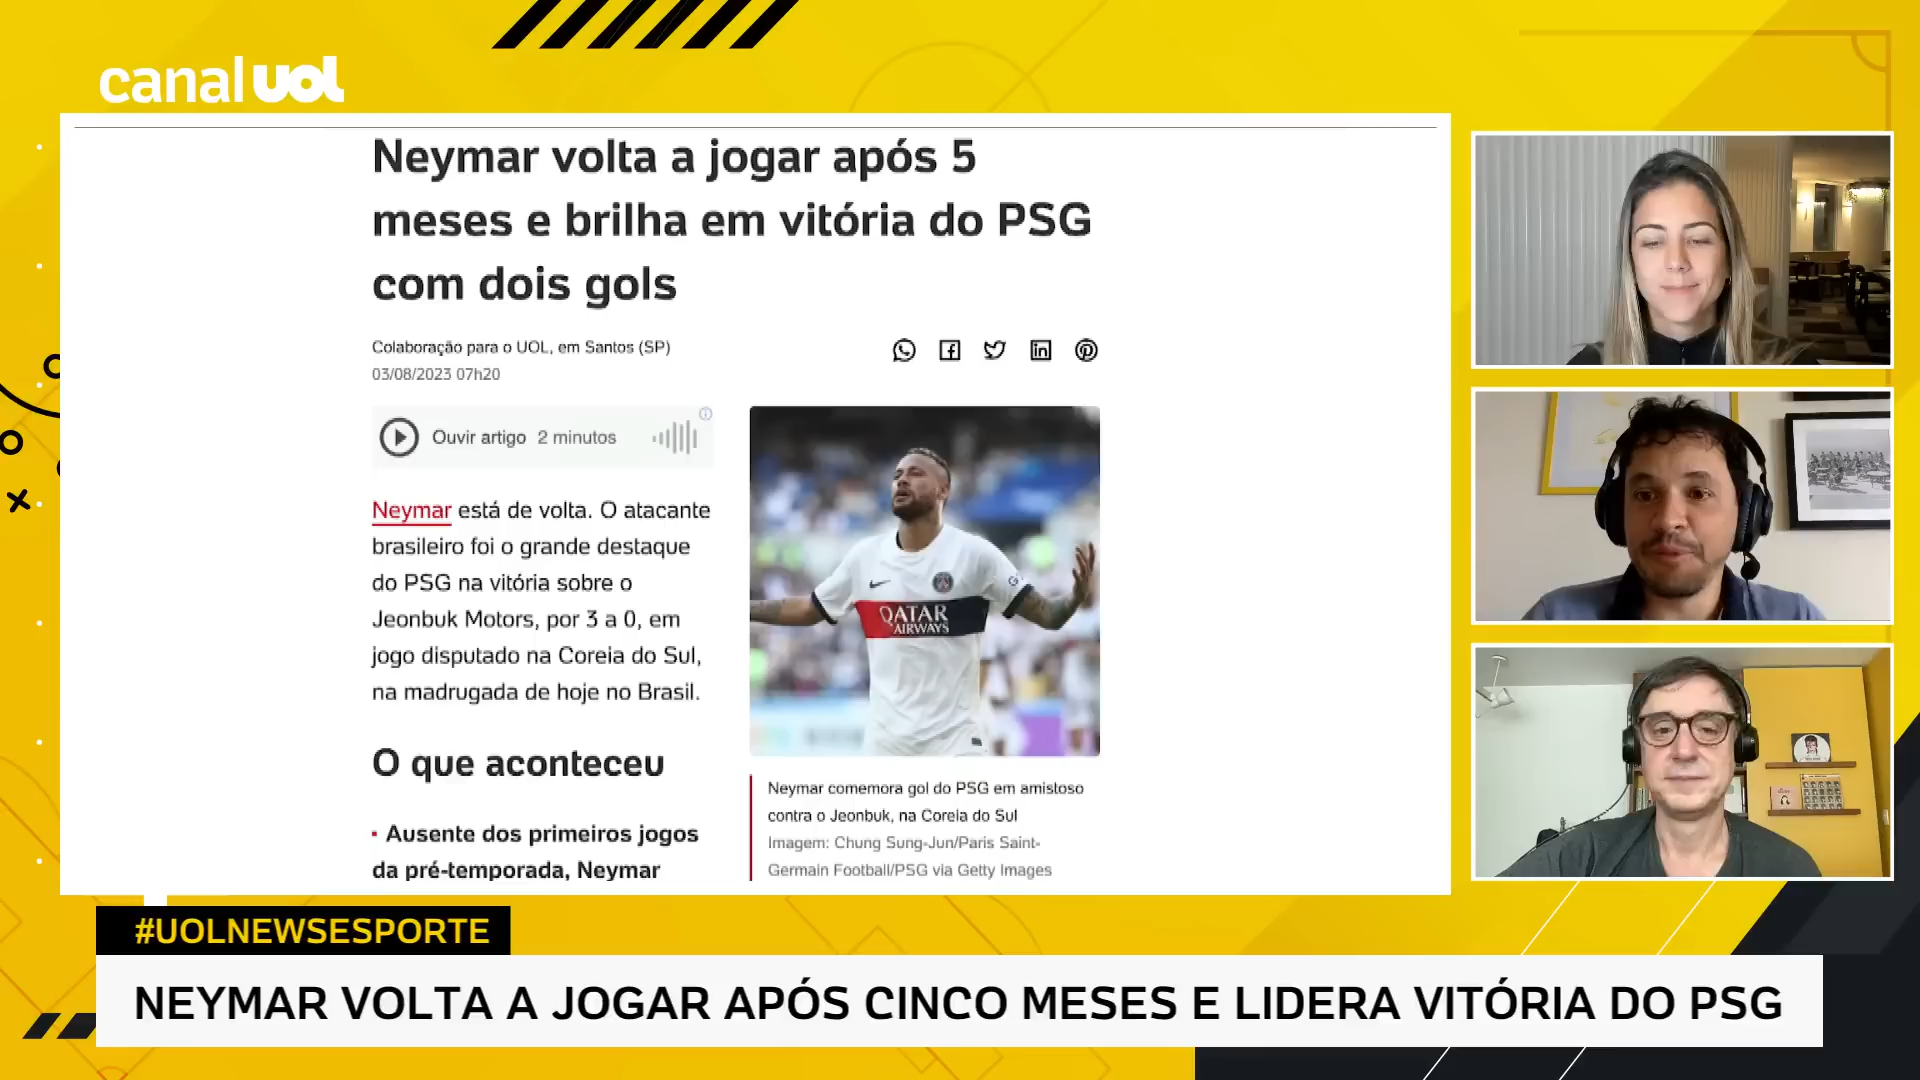 canal uol
Neymar volta a jogar após 5
meses e brilha em vitória do PSG
com dois gols
Colaboração para o UOL, em Santos (SP)
03/08/2023 07h20
Ouvir artigo 2 minutos
Neymar está de volta. O atacante
brasileiro foi o grande destaque
do PSG na vitória sobre o
Jeonbuk Motors, por 3 a 0, em
jogo disputado na Coreia do Sul,
na madrugada de hoje no Brasil.
QATAR
AIRWAYS
O que aconteceu
Ausente dos primeiros jogos
da pré-temporada, Neymar
Neymar comemora gol do PSG em amistoso
contra o Jeonbuk, na Coreia do Sul
Imagem: Chung Sung-Jun/Paris Saint-
Germain Football/PSG via Getty Images
#UOLNEWSESPORTE
NEYMAR VOLTA A JOGAR APÓS CINCO MESES E LIDERA VITÓRIA DO PSG